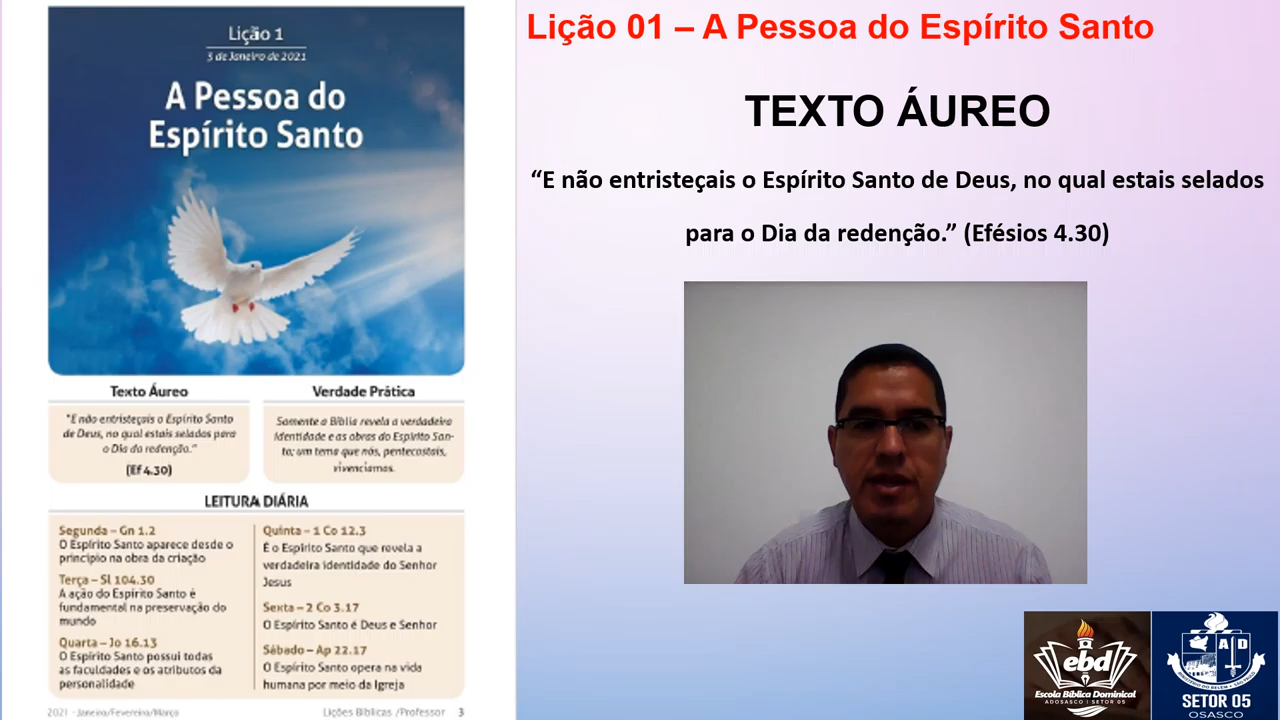 Lição 1
3 de Janeiro de 2021
A Pessoa do
Espírito Santo
Texto Áureo
"E não entristeçais o Espírito Santo
de Deus, no qual estais selados para
o Dia da redenção."
(Ef 4.30)
Verdade Prática
Somente a Bíblia revela a verdadeira
identidade e as obras do Espírito San-
to; um tema que nós, pentecostais,
vivenciamos.
LEITURA DIÁRIA
Segunda – Gn 1.2
O Espírito Santo aparece desde o
princípio na obra da criação
Terça – Sl 104.30
A ação do Espírito Santo é
fundamental na preservação do
mundo
Quarta – Jo 16.13
O Espírito Santo possui todas
as faculdades e os atributos da
personalidade
Quinta – 1 Co 12.3
É o Espírito Santo que revela a
verdadeira identidade do Senhor
Jesus
Sexta – 2 Co 3.17
O Espírito Santo é Deus e Senhor
Sábado – Ap 22.17
O Espírito Santo opera na vida
humana por meio da Igreja
2021 - Janeiro/Fevereiro/Março
Lições Bíblicas /Professor 3
Lição 01 – A Pessoa do Espírito Santo
TEXTO ÁUREO
“E não entristeçais o Espírito Santo de Deus, no qual estais selados
para o Dia da redenção.” (Efésios 4.30)
ebd
Escola Bíblica Dominical
ADOSASCO | SETOR 05
AD
SETOR 05
OSASCO